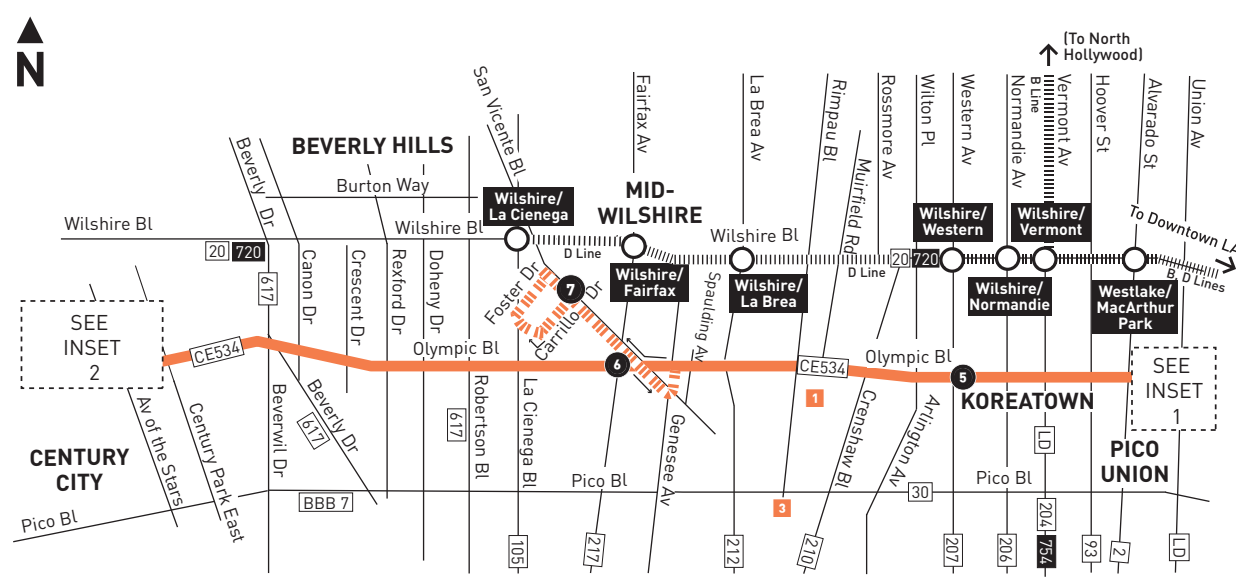 N
(To North
Hollywood)
B Line
San Vicente Bl
Fairfax Av
La Brea Av
Rimpau Bl
Muirfield Rd
Rossmore Av
Wilton Pl
Western Av
Normandie Av
Vermont Av
Hoover St
Alvarado St
Union Av
BEVERLY HILLS
Beverly Dr
Burton Way
MID-
WILSHIRE
Wilshire/
La Cienega
Wilshire/
Western
Wilshire/
Vermont
To Downtown LA
Wilshire Bl
Wilshire Bl
Wilshire Bl
20
720
D Line
D Line
20
720
B, D Lines
Wilshire/
Fairfax
Wilshire/
La Brea
Wilshire/
Normandie
Westlake/
MacArthur
Park
617
Canon Dr
Crescent Dr
Rexford Dr
Doheny Dr
Foster Dr
7
Carrillo Dr
Spaulding Av
SEE
INSET
2
CE534
Olympic Bl
6
CE534
Olympic Bl
5
SEE
INSET
1
1
KOREATOWN
Beverwil Dr
Beverly Dr
617
617
Robertson Bl
La Cienega Bl
Genesee Av
Crenshaw Bl
Arlington Av
LD
PICO
UNION
CENTURY
CITY
Av of the Stars
Century Park East
Pico Bl
BBB 7
Pico Bl
3
30
Pico Bl
105
217
212
210
207
206
204
754
93
2
LD